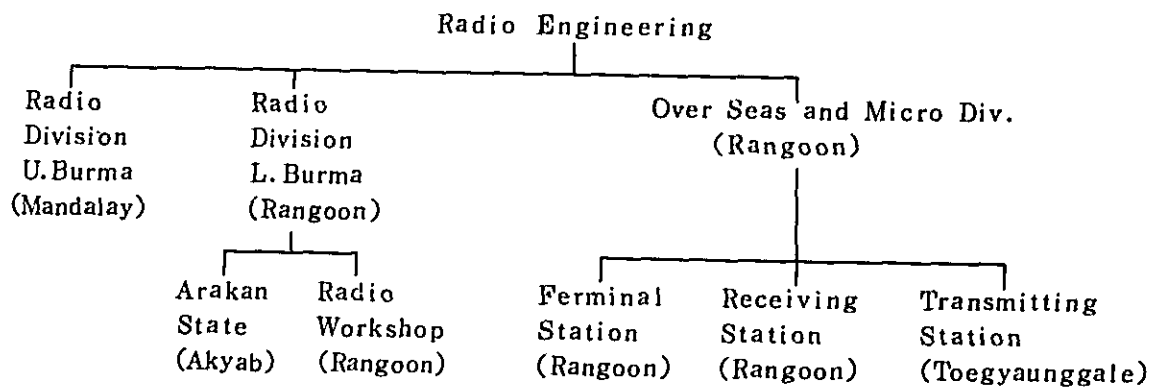 Radio Engineering
Radio
Division
U.Burma
(Mandalay)
Radio
Division
L.Burma
(Rangoon)
Over Seas and Micro Div.
(Rangoon)
Arakan
State
(Akyab)
Radio
Workshop
(Rangoon)
Ferminal
Station
(Rangoon)
Receiving
Station
(Rangoon)
Transmitting
Station
(Toegyaunggale)